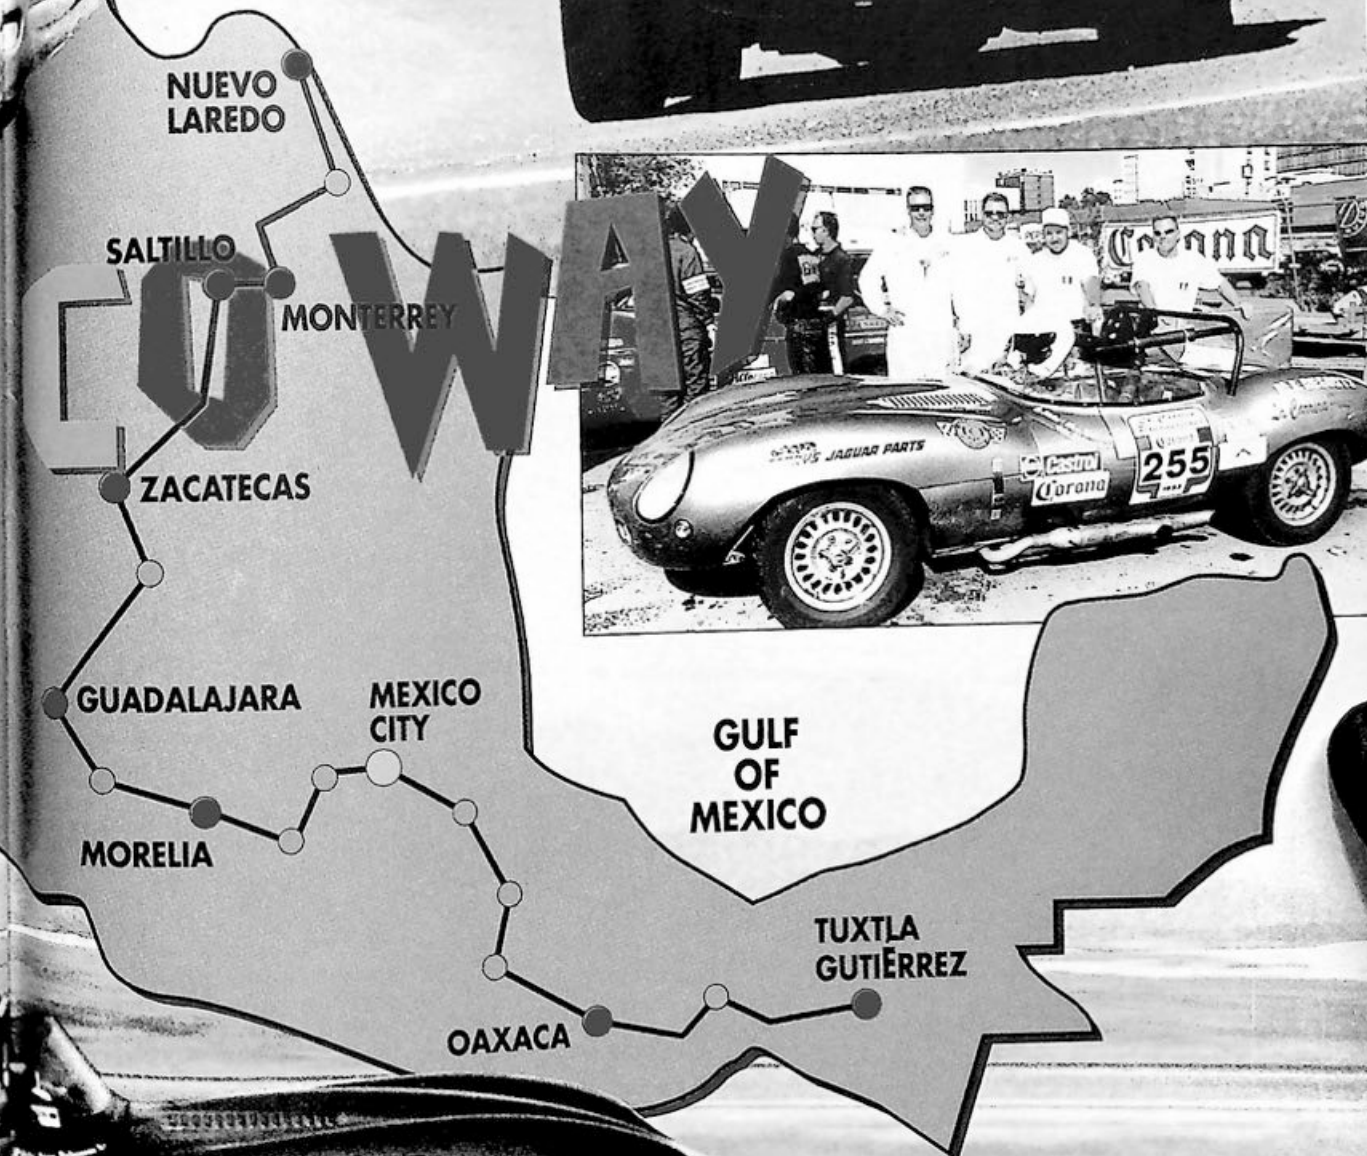 NUEVO
LAREDO
SALTILLO
MONTERREY
CO WAY
ZACATECAS
GUADALAJARA
MEXICO
CITY
MORELIA
OAXACA
TUXTLA
GUTIÉRREZ
GULF
OF
MEXICO
Corona
JAGUAR PARTS
Castrol
Corona
255